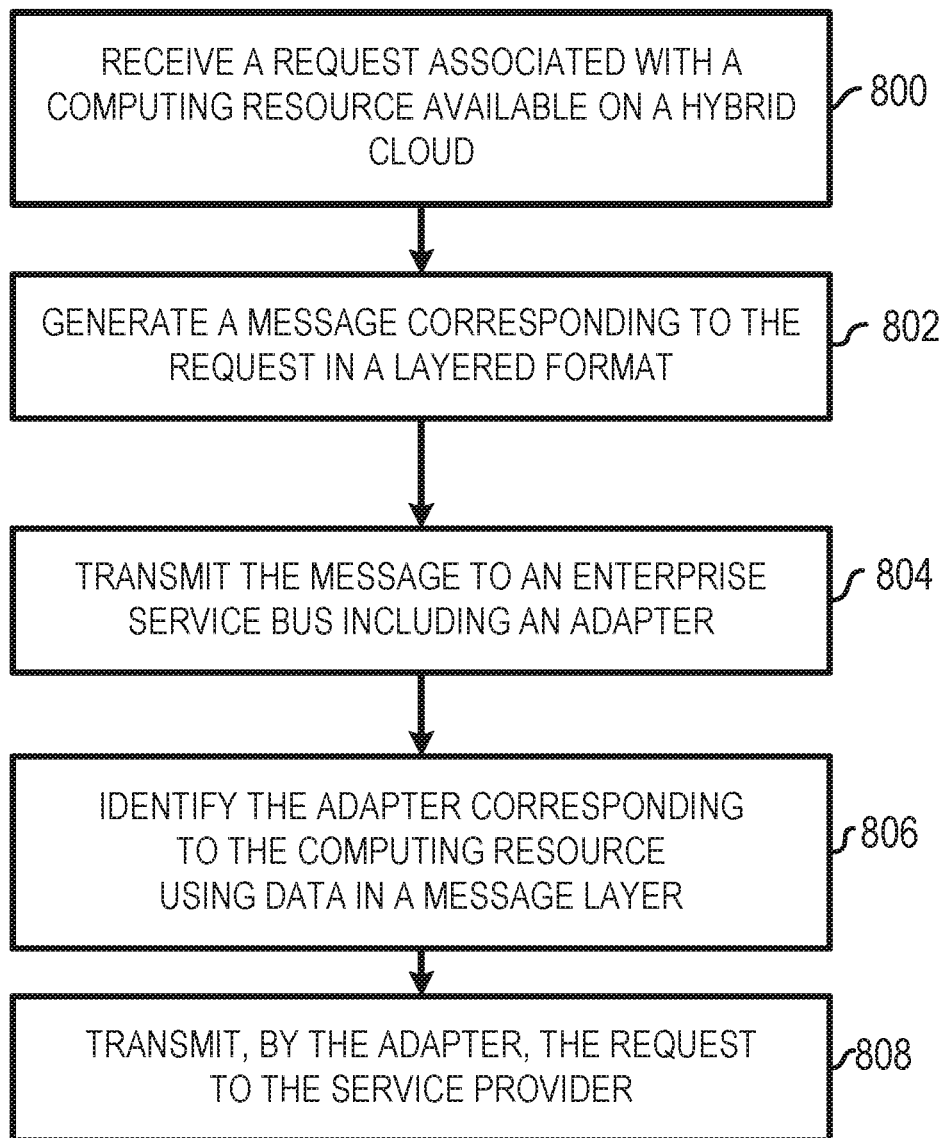 RECEIVE A REQUEST ASSOCIATED WITH A
COMPUTING RESOURCE AVAILABLE ON A HYBRID
CLOUD
800
GENERATE A MESSAGE CORRESPONDING TO THE
REQUEST IN A LAYERED FORMAT
802
TRANSMIT THE MESSAGE TO AN ENTERPRISE
SERVICE BUS INCLUDING AN ADAPTER
804
IDENTIFY THE ADAPTER CORRESPONDING
TO THE COMPUTING RESOURCE
USING DATA IN A MESSAGE LAYER
806
TRANSMIT, BY THE ADAPTER, THE REQUEST
TO THE SERVICE PROVIDER
808